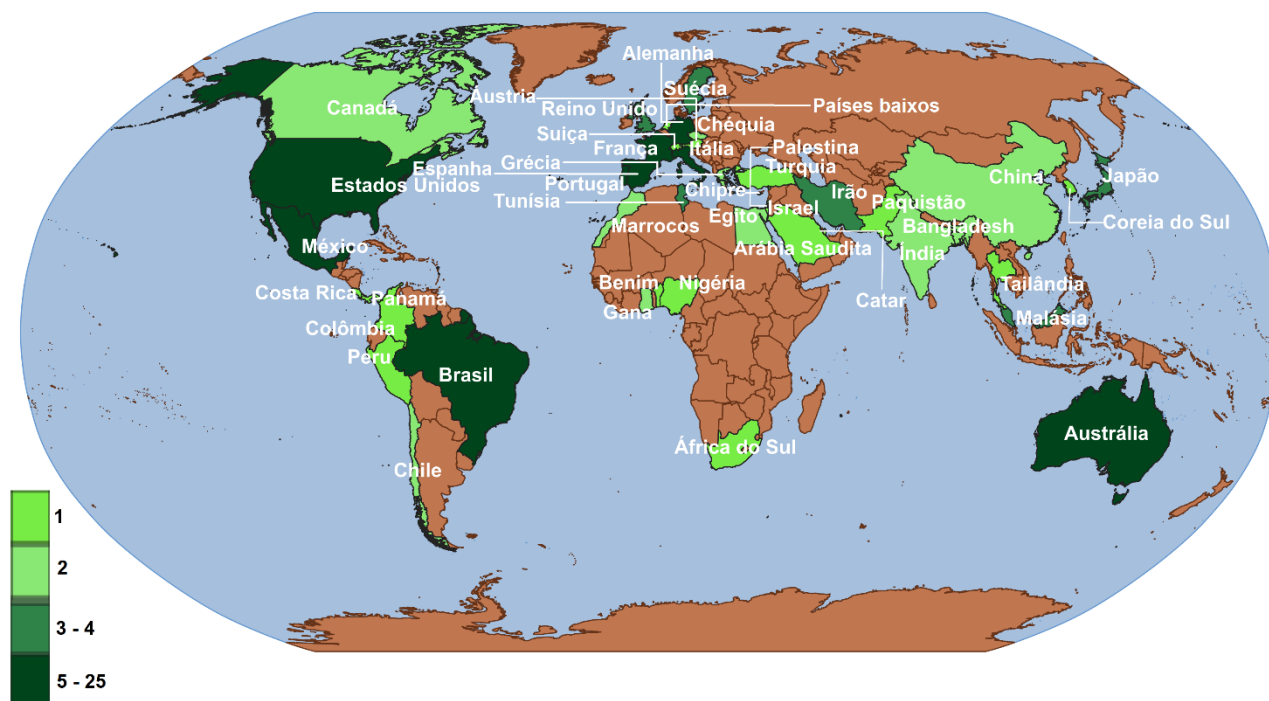 Alemanha
Canadá
Áustria
Suécia
Reino Unido
Países baixos
Suiça
Chéquia
França
Itália
Palestina
Espanha
Grécia
Turquia
Estados Unidos
Portugal
Chipre
China
Japão
Tunísia
Israel
Irão
Paquistão
Egito
Marrocos
Bangladesh
Coreia do Sul
México
Arábia Saudita
Índia
Costa Rica
Panamá
Benim
Nigéria
Catar
Tailândia
Gana
Malásia
Colômbia
Peru
Brasil
Austrália
África do Sul
Chile
1
2
3 - 4
5 - 25